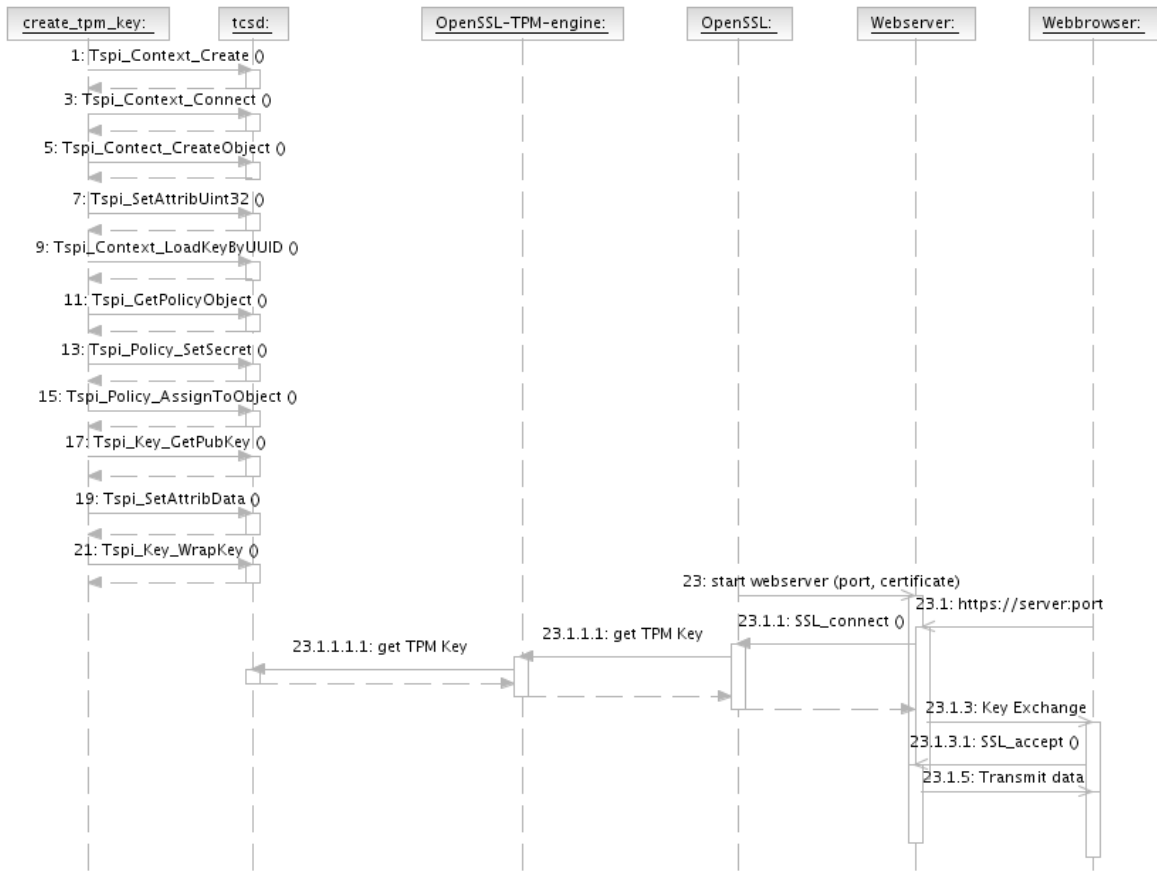 create_tpm_key:
tcsd:
OpenSSL-TPM-engine:
OpenSSL:
Webserver:
Webbrowser:
1: Tspi_Context_Create ()
3: Tspi_Context_Connect ()
5: Tspi_Contect_CreateObject ()
7: Tspi_SetAttribUint32 ()
9: Tspi_Context_LoadKeyByUUID ()
11: Tspi_GetPolicyObject ()
13: Tspi_Policy_SetSecret ()
15: Tspi_Policy_AssignToObject ()
17: Tspi_Key_GetPubKey ()
19: Tspi_SetAttribData ()
21: Tspi_Key_WrapKey ()
23: start webserver (port, certificate)
23.1: https://server:port
23.1.1: SSL_connect ()
23.1.1.1: get TPM Key
23.1.1.1.1: get TPM Key
23.1.3: Key Exchange
23.1.3.1: SSL_accept ()
23.1.5: Transmit data